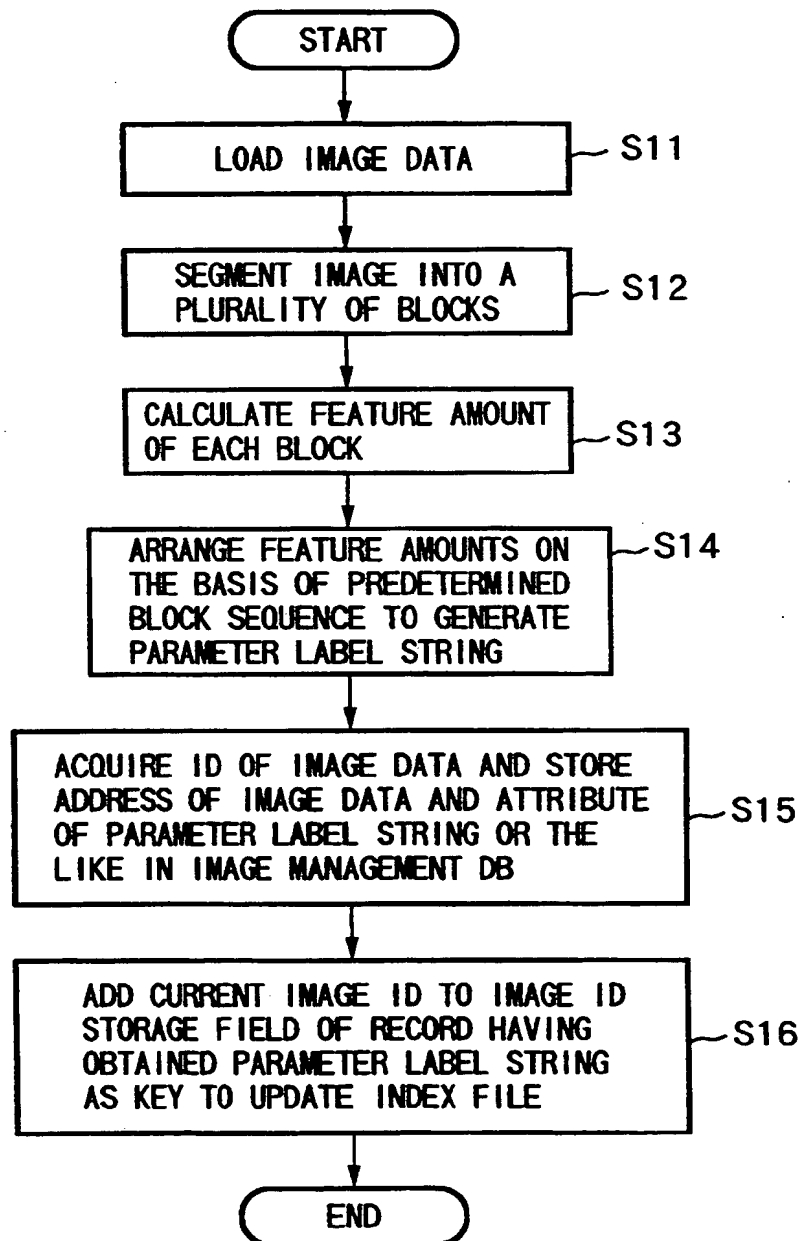 START
LOAD IMAGE DATA
S11
SEGMENT IMAGE INTO A
PLURALITY OF BLOCKS
S12
CALCULATE FEATURE AMOUNT
OF EACH BLOCK
S13
ARRANGE FEATURE AMOUNTS ON
THE BASIS OF PREDETERMINED
BLOCK SEQUENCE TO GENERATE
PARAMETER LABEL STRING
S14
ACQUIRE ID OF IMAGE DATA AND STORE
ADDRESS OF IMAGE DATA AND ATTRIBUTE
OF PARAMETER LABEL STRING OR THE
LIKE IN IMAGE MANAGEMENT DB
S15
ADD CURRENT IMAGE ID TO IMAGE ID
STORAGE FIELD OF RECORD HAVING
OBTAINED PARAMETER LABEL STRING
AS KEY TO UPDATE INDEX FILE
S16
END